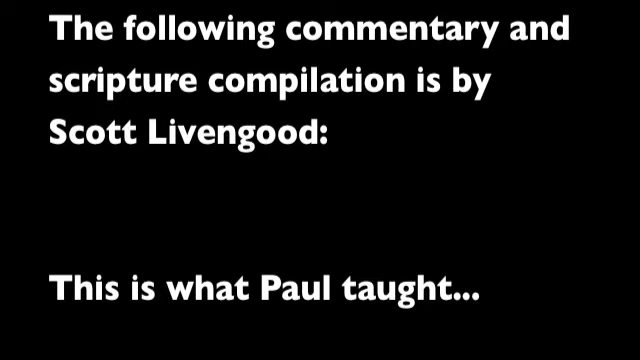 The following commentary and
scripture compilation is by
Scott Livengood:
This is what Paul taught...